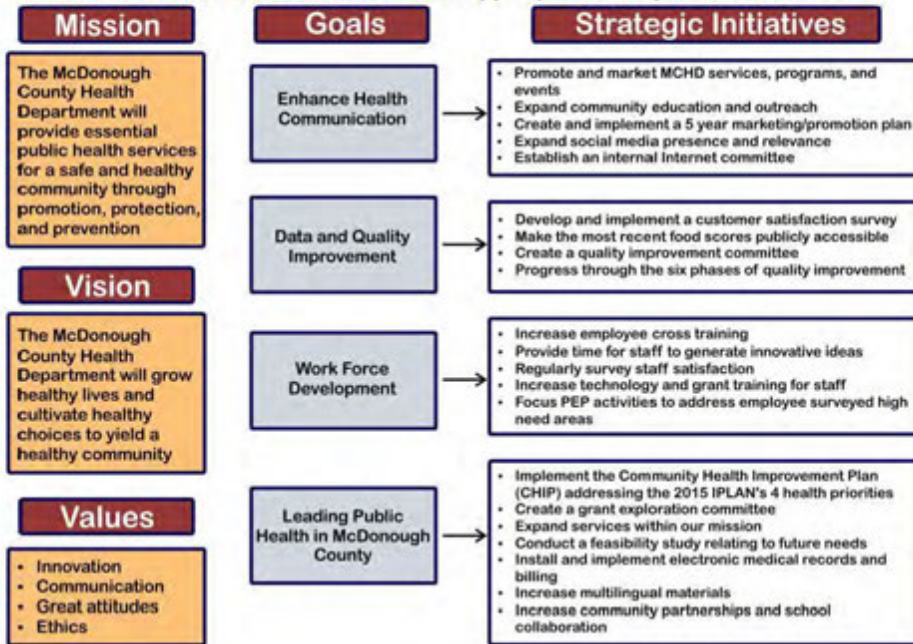 Mission
The McDonough
County Health
Department will
provide essential
public health services
for a safe and healthy
community through
promotion, protection,
and prevention
Vision
The McDonough
County Health
Department will grow
healthy lives and
cultivate healthy
choices to yield a
healthy community
Values
• Innovation
• Communication
• Great attitudes
• Ethics
Goals
Strategic Initiatives
Enhance Health
Communication
• Promote and market MCHD services, programs, and
events
• Expand community education and outreach
• Create and implement a 5 year marketing/promotion plan
• Expand social media presence and relevance
• Establish an internal Internet committee
Data and Quality
Improvement
• Develop and implement a customer satisfaction survey
• Make the most recent food scores publicly accessible
• Create a quality improvement committee
• Progress through the six phases of quality improvement
Work Force
Development
• Increase employee cross training
• Provide time for staff to generate innovative ideas
• Regularly survey staff satisfaction
• Increase technology and grant training for staff
• Focus PEP activities to address employee surveyed high
need areas
Leading Public
Health in McDonough
County
• Implement the Community Health Improvement Plan
(CHIP) addressing the 2015 IPLAN's 4 health priorities
• Create a grant exploration committee
• Expand services within our mission
• Conduct a feasibility study relating to future needs
• Install and implement electronic medical records and
billing
• Increase multilingual materials
• Increase community partnerships and school
collaboration